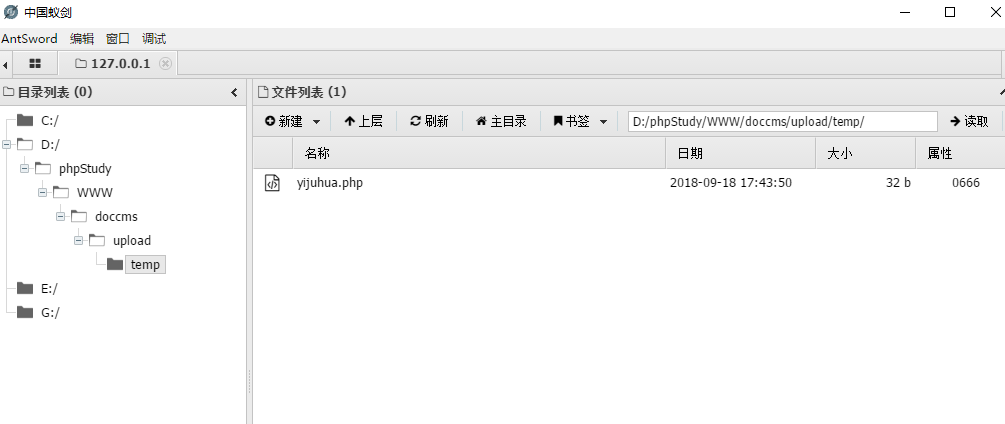 中国蚁剑
AntSword 编辑 窗口 调试
127.0.0.1
目录列表 (0)
C:/
D:/
phpStudy
WWW
doccms
upload
temp
E:/
G:/
文件列表 (1)
新建 上层 刷新 主目录 书签 D:/phpStudy/WWW/doccms/upload/temp/ 读取
名称 日期 大小 属性
yijuhua.php 2018-09-18 17:43:50 32 b 0666